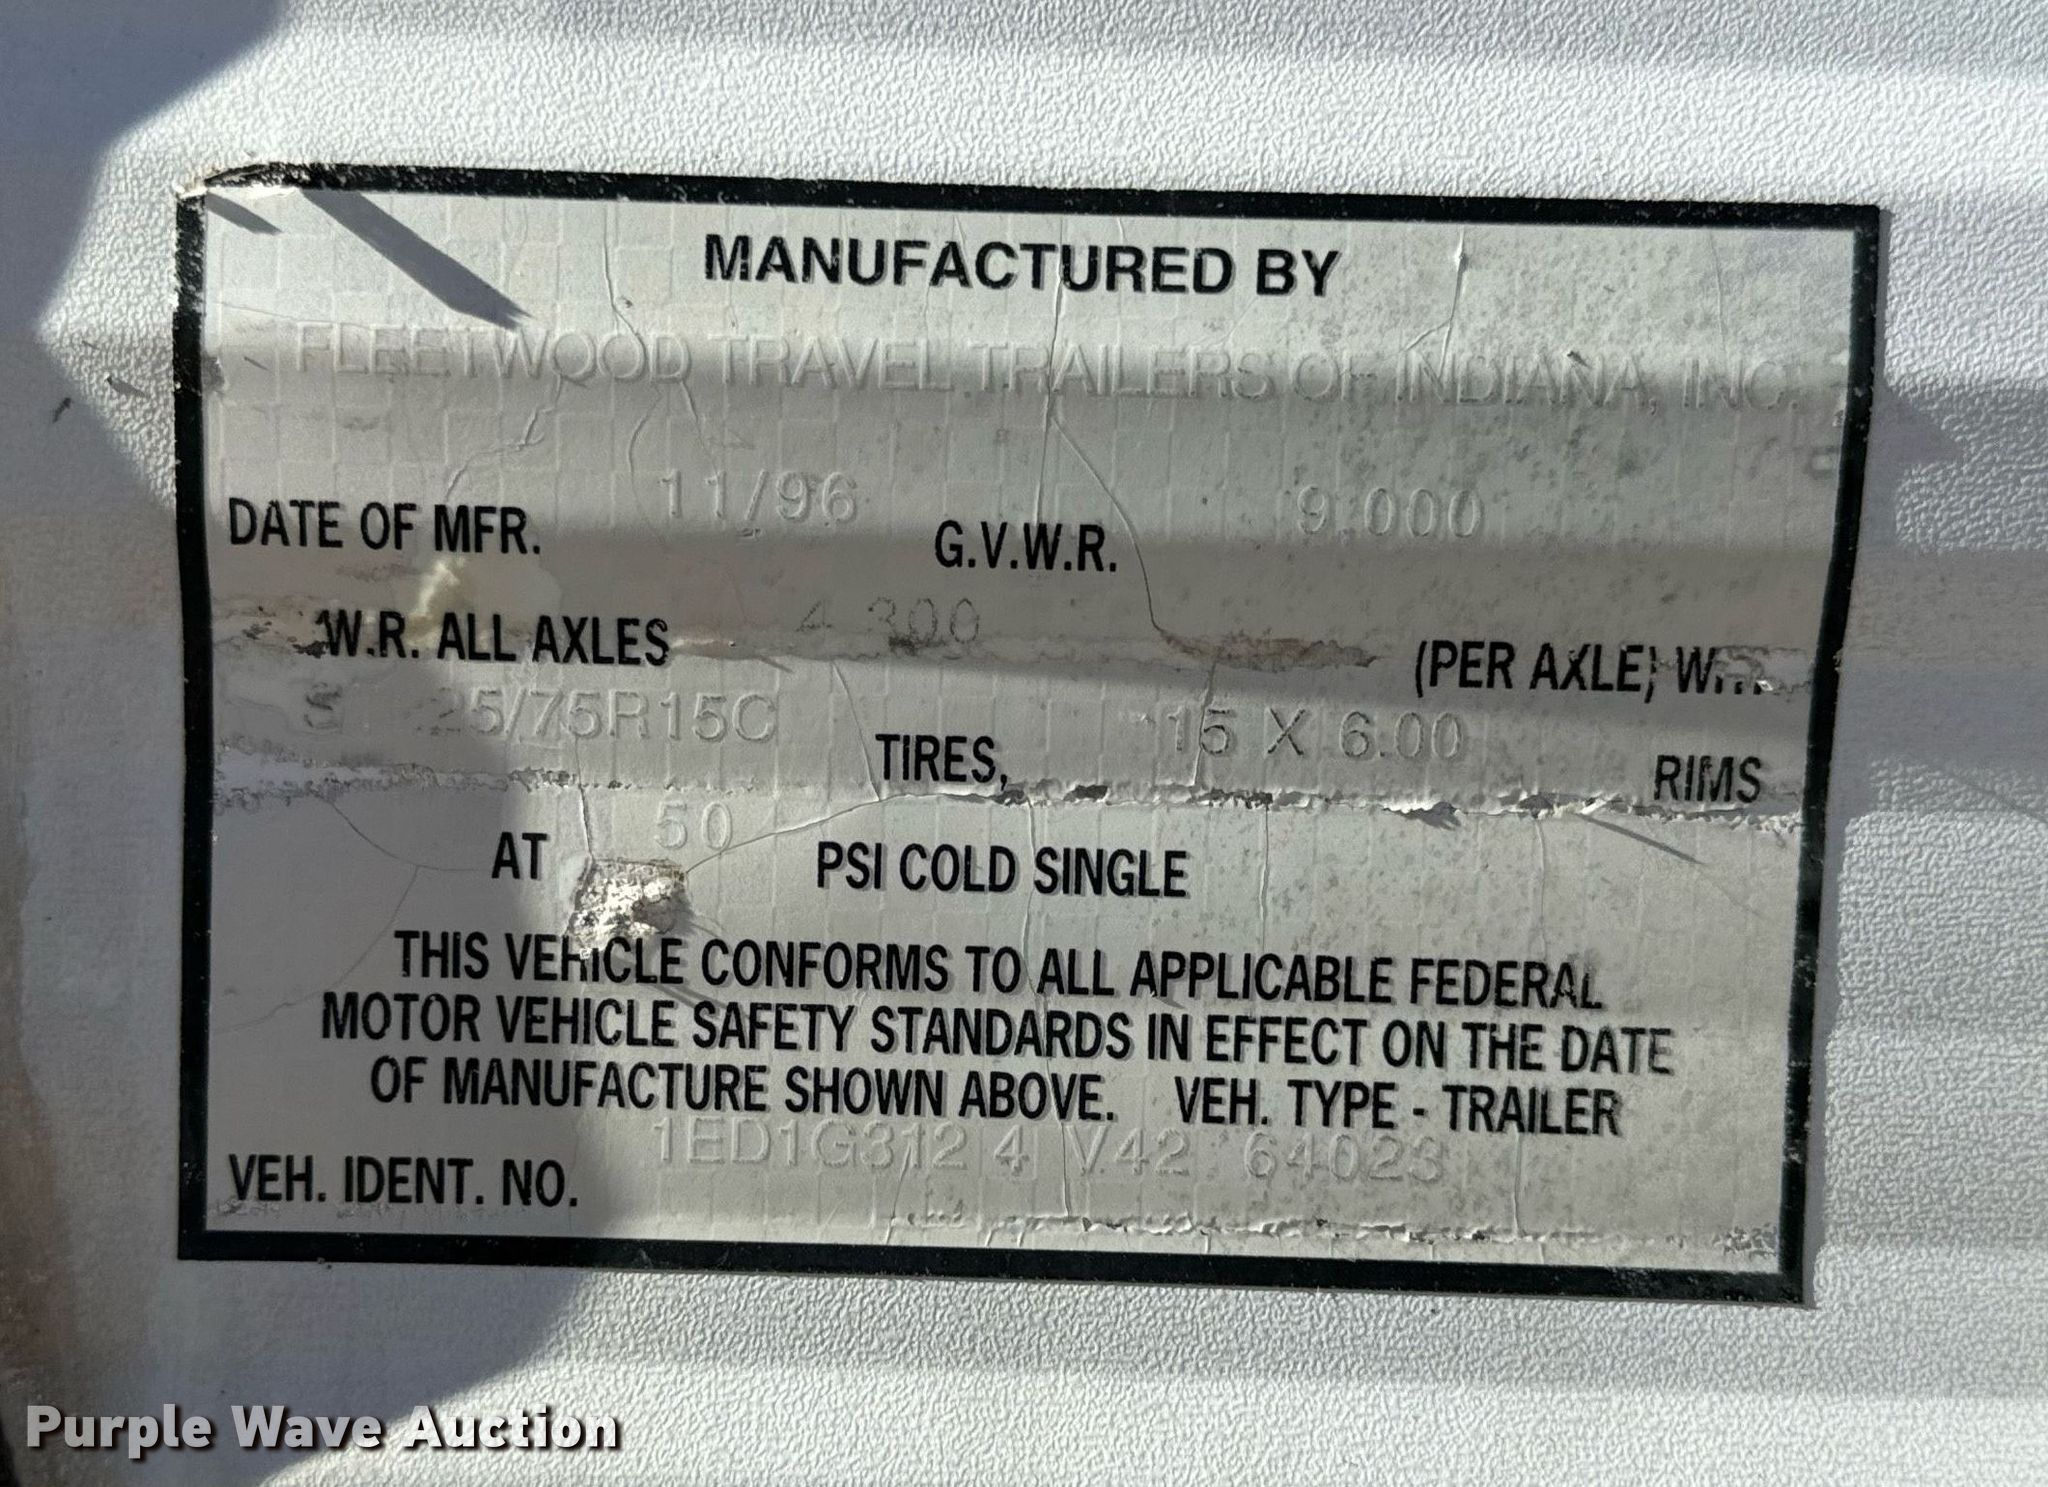 MANUFACTURED BY
FLEETWOOD TRAVEL TRAILERS OF INDIANA, INC.
DATE OF MFR. 11/96 G.V.W.R. 9,000
W.R. ALL AXLES 4,300 (PER AXLE)
25/75R15C TIRES, 15 X 6.00 RIMS
AT 50 PSI COLD SINGLE
THIS VEHICLE CONFORMS TO ALL APPLICABLE FEDERAL
MOTOR VEHICLE SAFETY STANDARDS IN EFFECT ON THE DATE
OF MANUFACTURE SHOWN ABOVE. VEH. TYPE - TRAILER
VEH. IDENT. NO. 1ED1G312 4 V42 64023
Purple Wave Auction